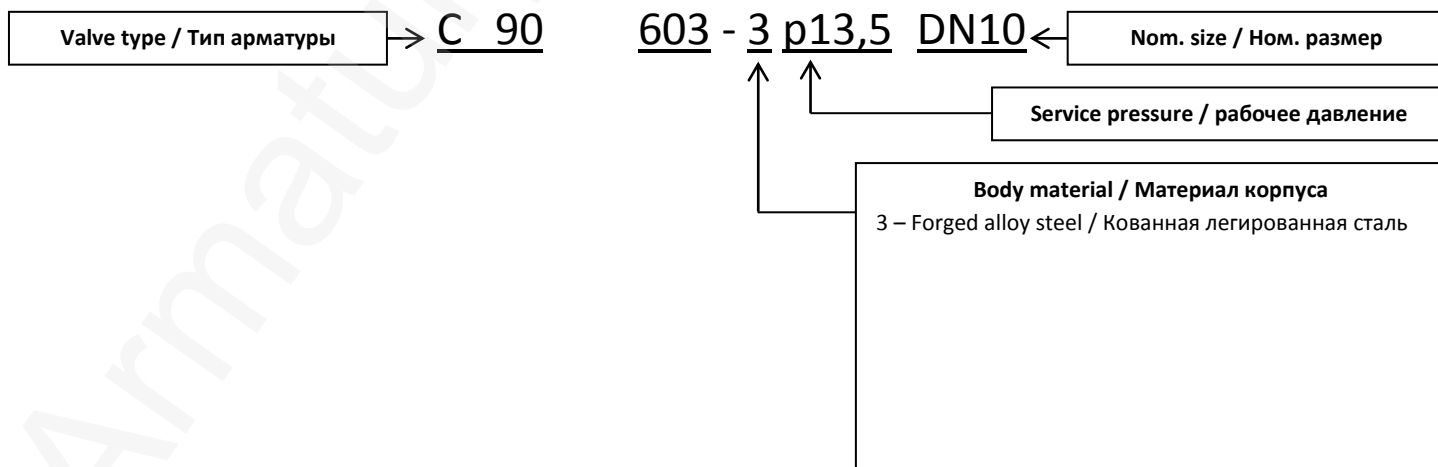 Valve type / Тип арматуры C 90 603 - 3 p13,5 DN10 Nom. size / Ном. размер
Service pressure / рабочее давление
Body material / Материал корпуса
3 – Forged alloy steel / Кованная легированная сталь
Armatur